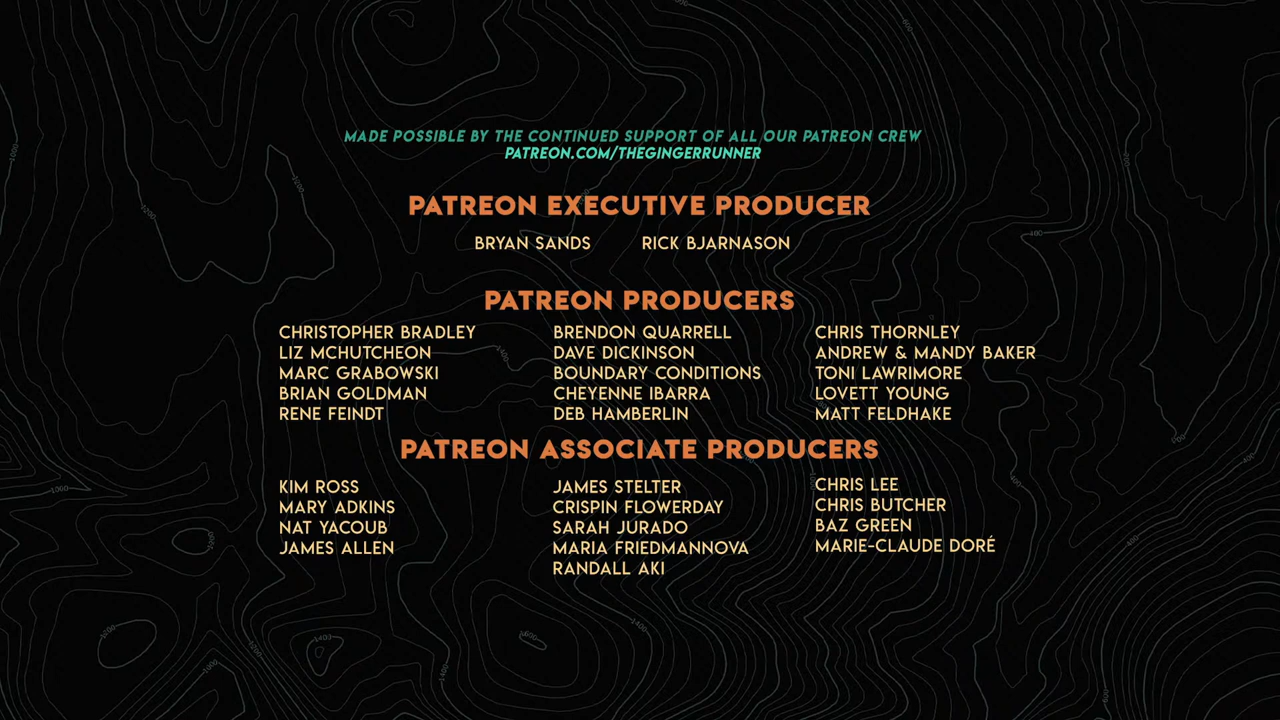 MADE POSSIBLE BY THE CONTINUED SUPPORT OF ALL OUR PATREON CREW
PATREON.COM/THEGINGERRUNNER
PATREON EXECUTIVE PRODUCER
BRYAN SANDS RICK BJARNASON
PATREON PRODUCERS
CHRISTOPHER BRADLEY BRENDON QUARRELL CHRIS THORNLEY
LIZ MCHUTCHEON DAVE DICKINSON ANDREW & MANDY BAKER
MARC GRABOWSKI BOUNDARY CONDITIONS TONI LAWRIMORE
BRIAN GOLDMAN CHEYENNE IBARRA LOVETT YOUNG
RENE FEINDT DEB HAMBERLIN MATT FELDHAKE
PATREON ASSOCIATE PRODUCERS
KIM ROSS JAMES STELTER CHRIS LEE
MARY ADKINS CRISPIN FLOWERDAY CHRIS BUTCHER
NAT YACOUB SARAH JURADO BAZ GREEN
JAMES ALLEN MARIA FRIEDMANNOVA MARIE-CLAUDE DORÉ
RANDALL AKI